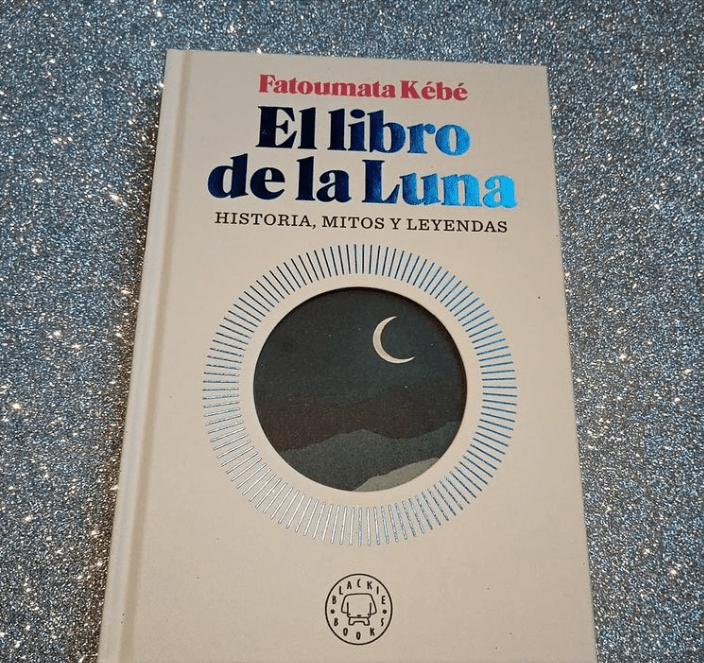 Fatoumata Kébé
El libro
de la Luna
HISTORIA, MITOS Y LEYENDAS
BLACKIE
BOOKS